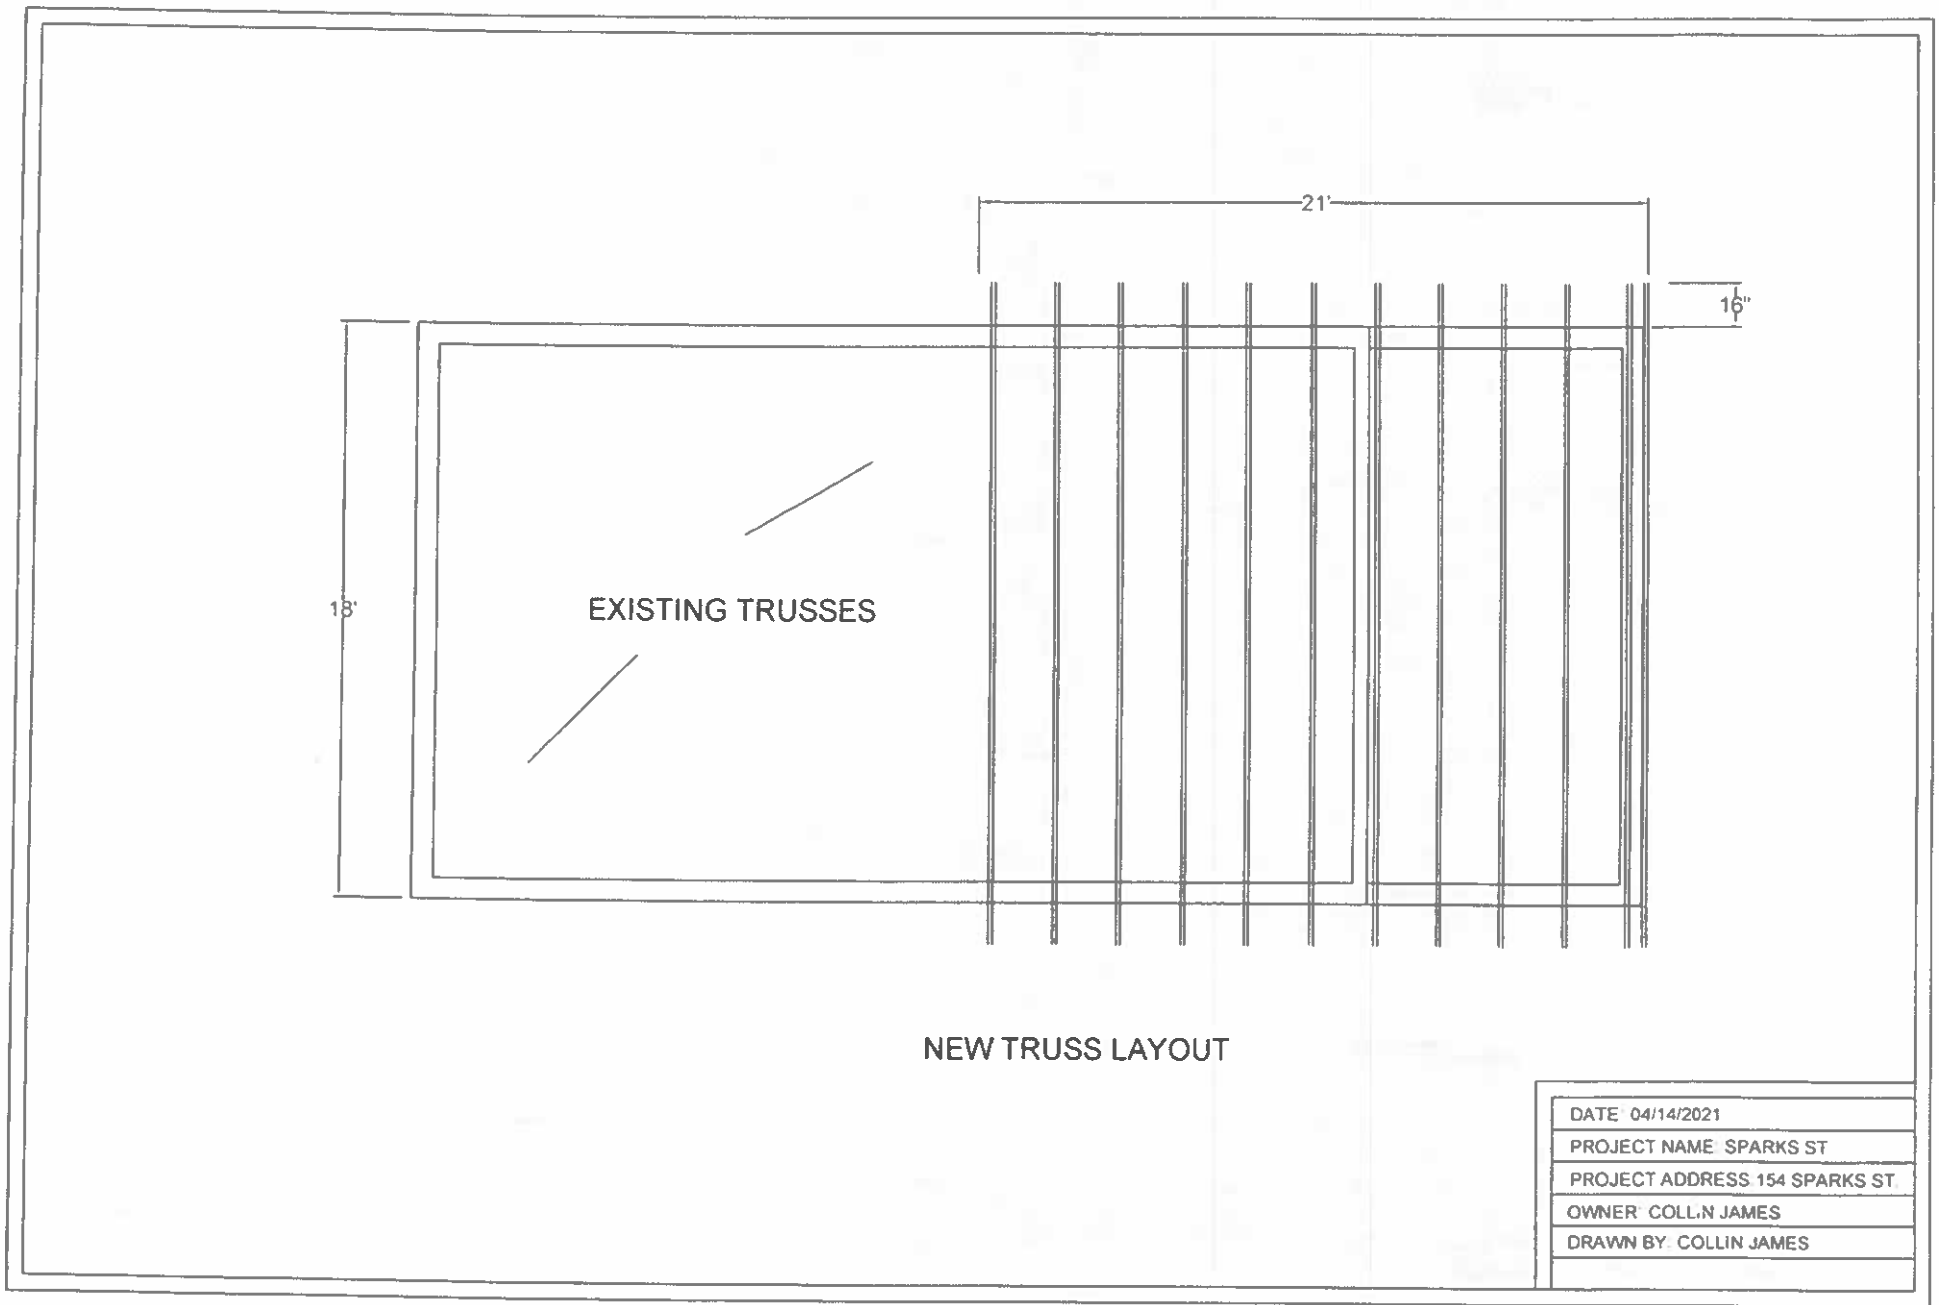 21'
16"
18'
EXISTING TRUSSES
NEW TRUSS LAYOUT
DATE: 04/14/2021
PROJECT NAME: SPARKS ST
PROJECT ADDRESS: 154 SPARKS ST.
OWNER: COLLIN JAMES
DRAWN BY: COLLIN JAMES